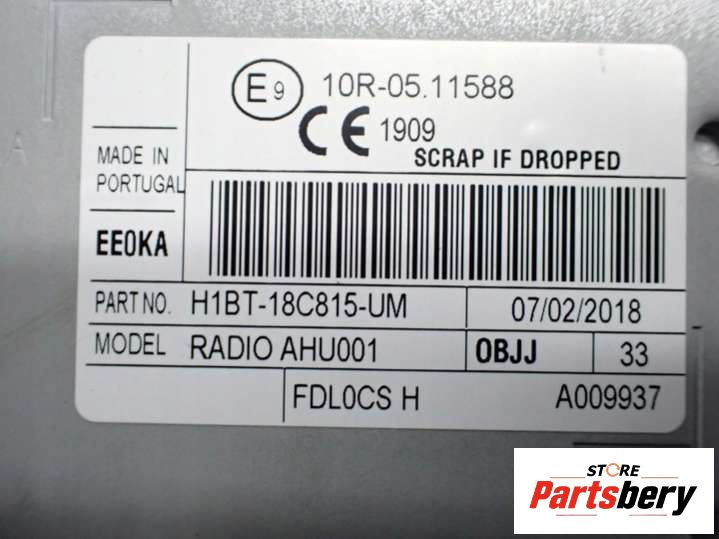 E9 10R-05.11588
CE 1909
SCRAP IF DROPPED
MADE IN
PORTUGAL
EE0KA
PART NO. H1BT-18C815-UM 07/02/2018
MODEL RADIO AHU001 0BJJ 33
FDL0CS H A009937
A
STORE
Partsbery